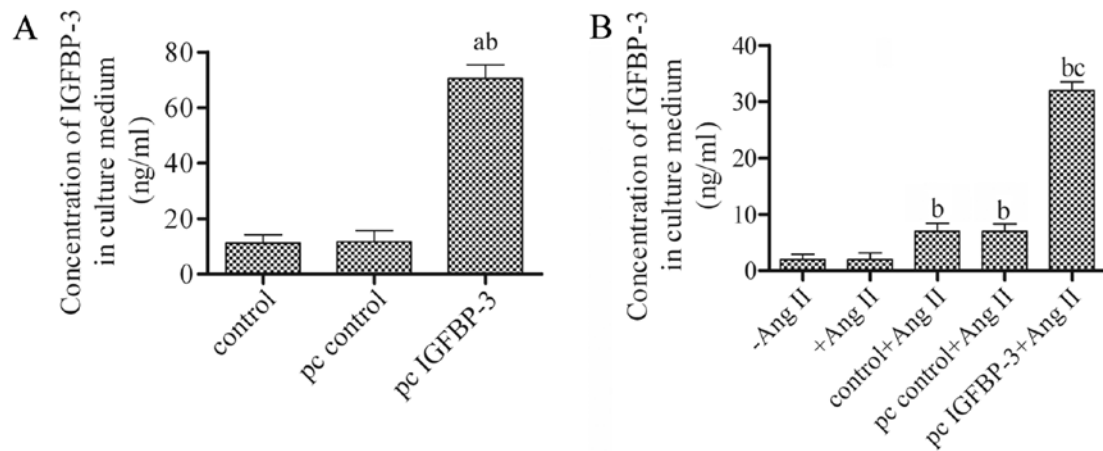 A
Concentration of IGFBP-3
in culture medium
(ng/ml)
80
60
40
20
0
ab
control
pc control
pc IGFBP-3
B
Concentration of IGFBP-3
in culture medium
(ng/ml)
40
30
20
10
0
b
b
bc
-Ang II
+Ang II
control+Ang II
pc control+Ang II
pc IGFBP-3+Ang II